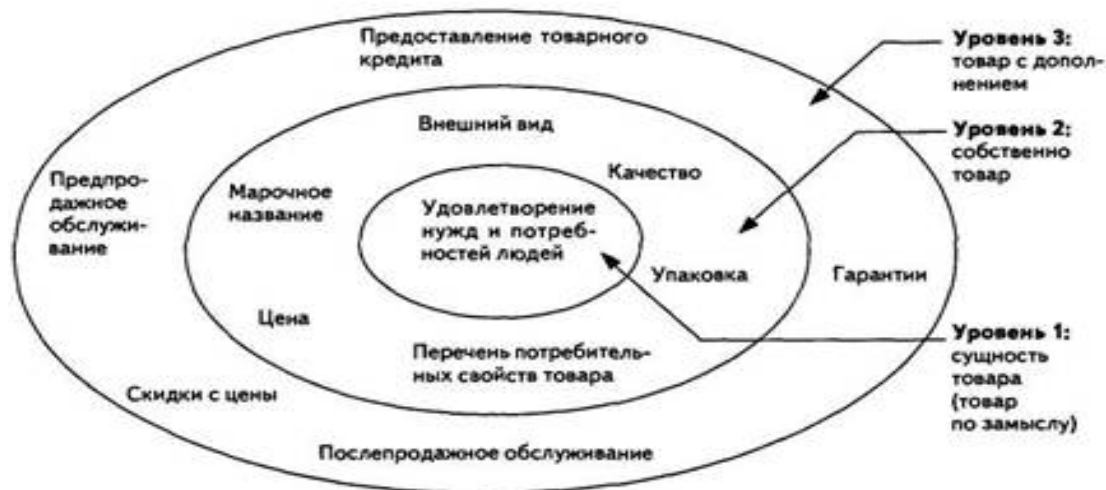 Предоставление товарного
кредита
Внешний вид
Качество
Предпро-
дажное
обслужи-
вание
Марочное
название
Удовлетворение
нужд и потреб-
ностей людей
Упаковка
Гарантии
Цена
Перечень потребитель-
ных свойств товара
Скидки с цены
Послепродажное обслуживание
Уровень 3:
товар с допол-
нением
Уровень 2:
собственно
товар
Уровень 1:
сущность
товара
(товар
по замыслу)